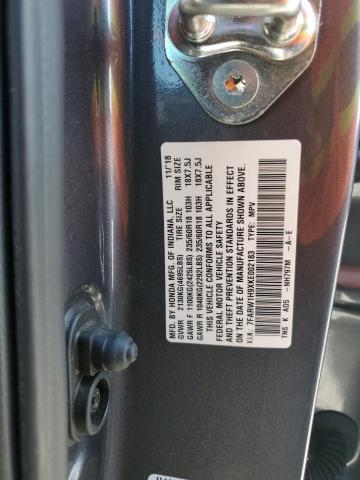 MFD. BY HONDA MFG. OF INDIANA, LLC 11/18
TIRE SIZE RIM SIZE
GVWR 2130KG(4695LBS)
GAWR F 1100KG(2425LBS) 235/60R18 103H 18X7.5J
GAWR R 1040KG(2292LBS) 235/60R18 103H 18X7.5J
THIS VEHICLE CONFORMS TO ALL APPLICABLE
FEDERAL MOTOR VEHICLE SAFETY
AND THEFT PREVENTION STANDARDS IN EFFECT
ON THE DATE OF MANUFACTURE SHOWN ABOVE.
V.I.N.: 7FARW1H9XKE002183 TYPE: MPV
TNS K A05 -NH797M -A-E